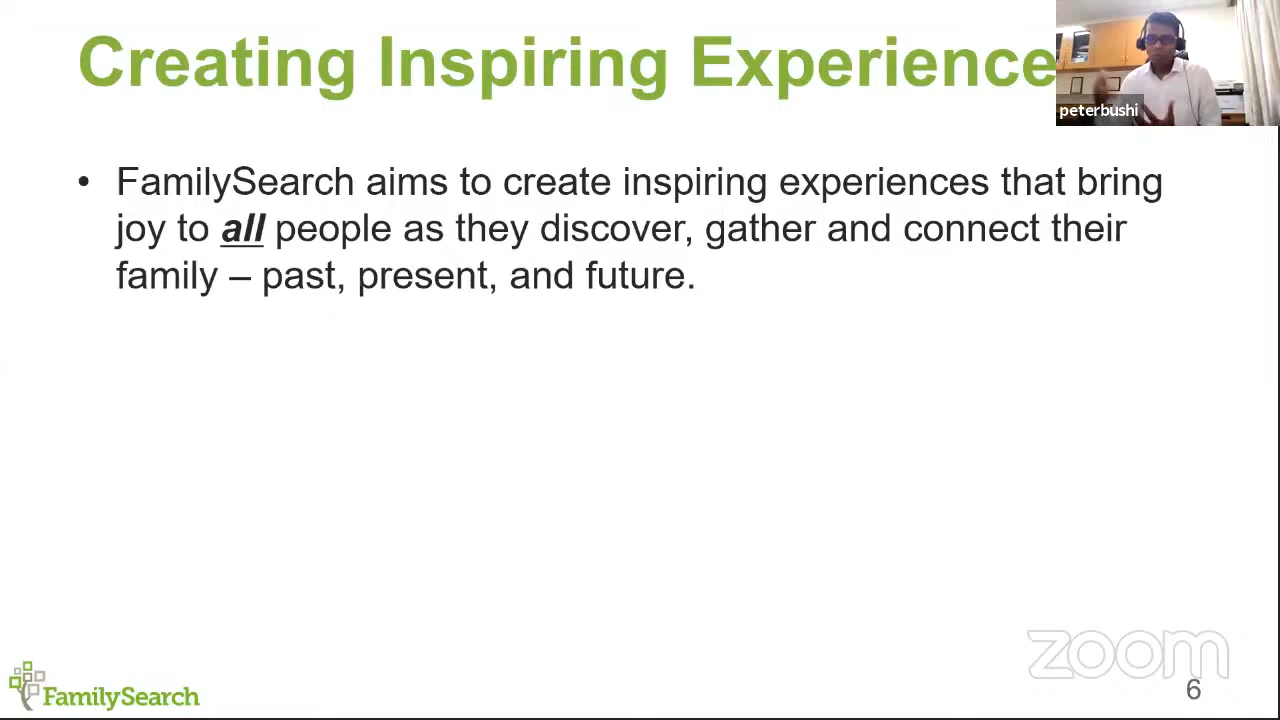 Creating Inspiring Experience
peterbushi
• FamilySearch aims to create inspiring experiences that bring
joy to all people as they discover, gather and connect their
family – past, present, and future.
zoom
FamilySearch
6